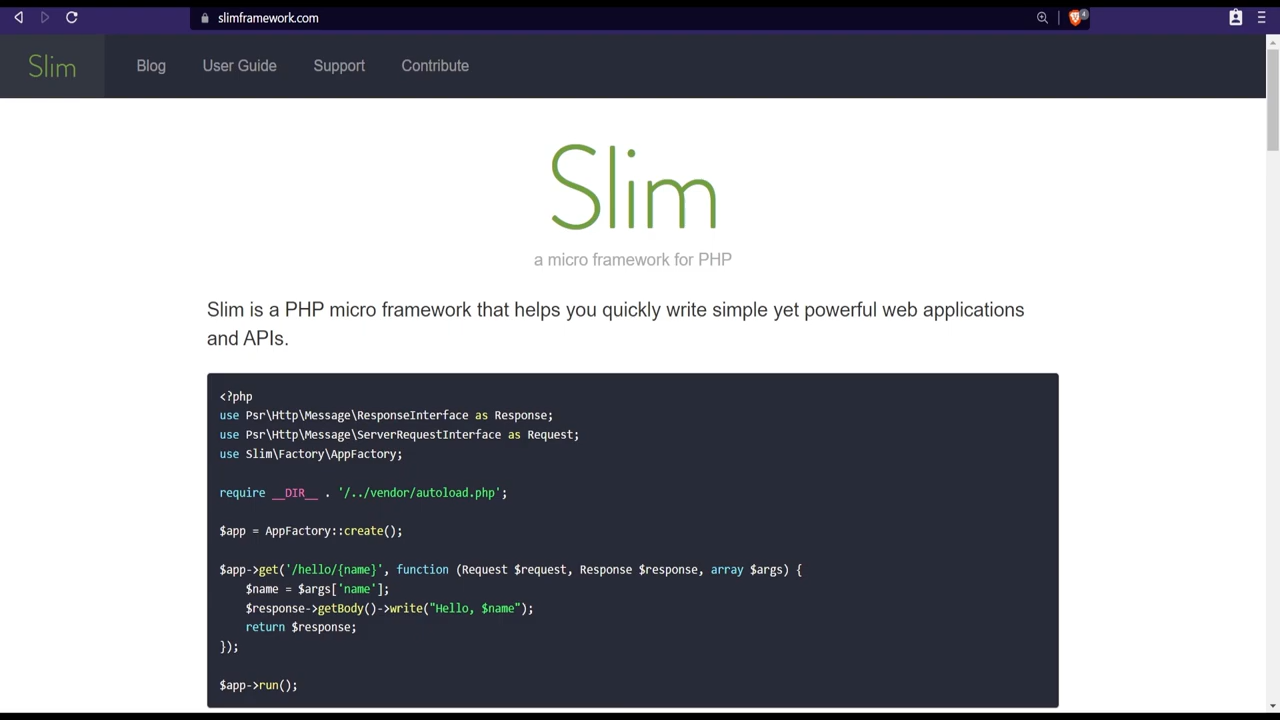 slimframework.com
4
Slim
Blog
User Guide
Support
Contribute
Slim
a micro framework for PHP
Slim is a PHP micro framework that helps you quickly write simple yet powerful web applications
and APIs.
<?php
use Psr\Http\Message\ResponseInterface as Response;
use Psr\Http\Message\ServerRequestInterface as Request;
use Slim\Factory\AppFactory;
require __DIR__ . '/../vendor/autoload.php';
$app = AppFactory::create();
$app->get('/hello/{name}', function (Request $request, Response $response, array $args) {
    $name = $args['name'];
    $response->getBody()->write("Hello, $name");
    return $response;
});
$app->run();